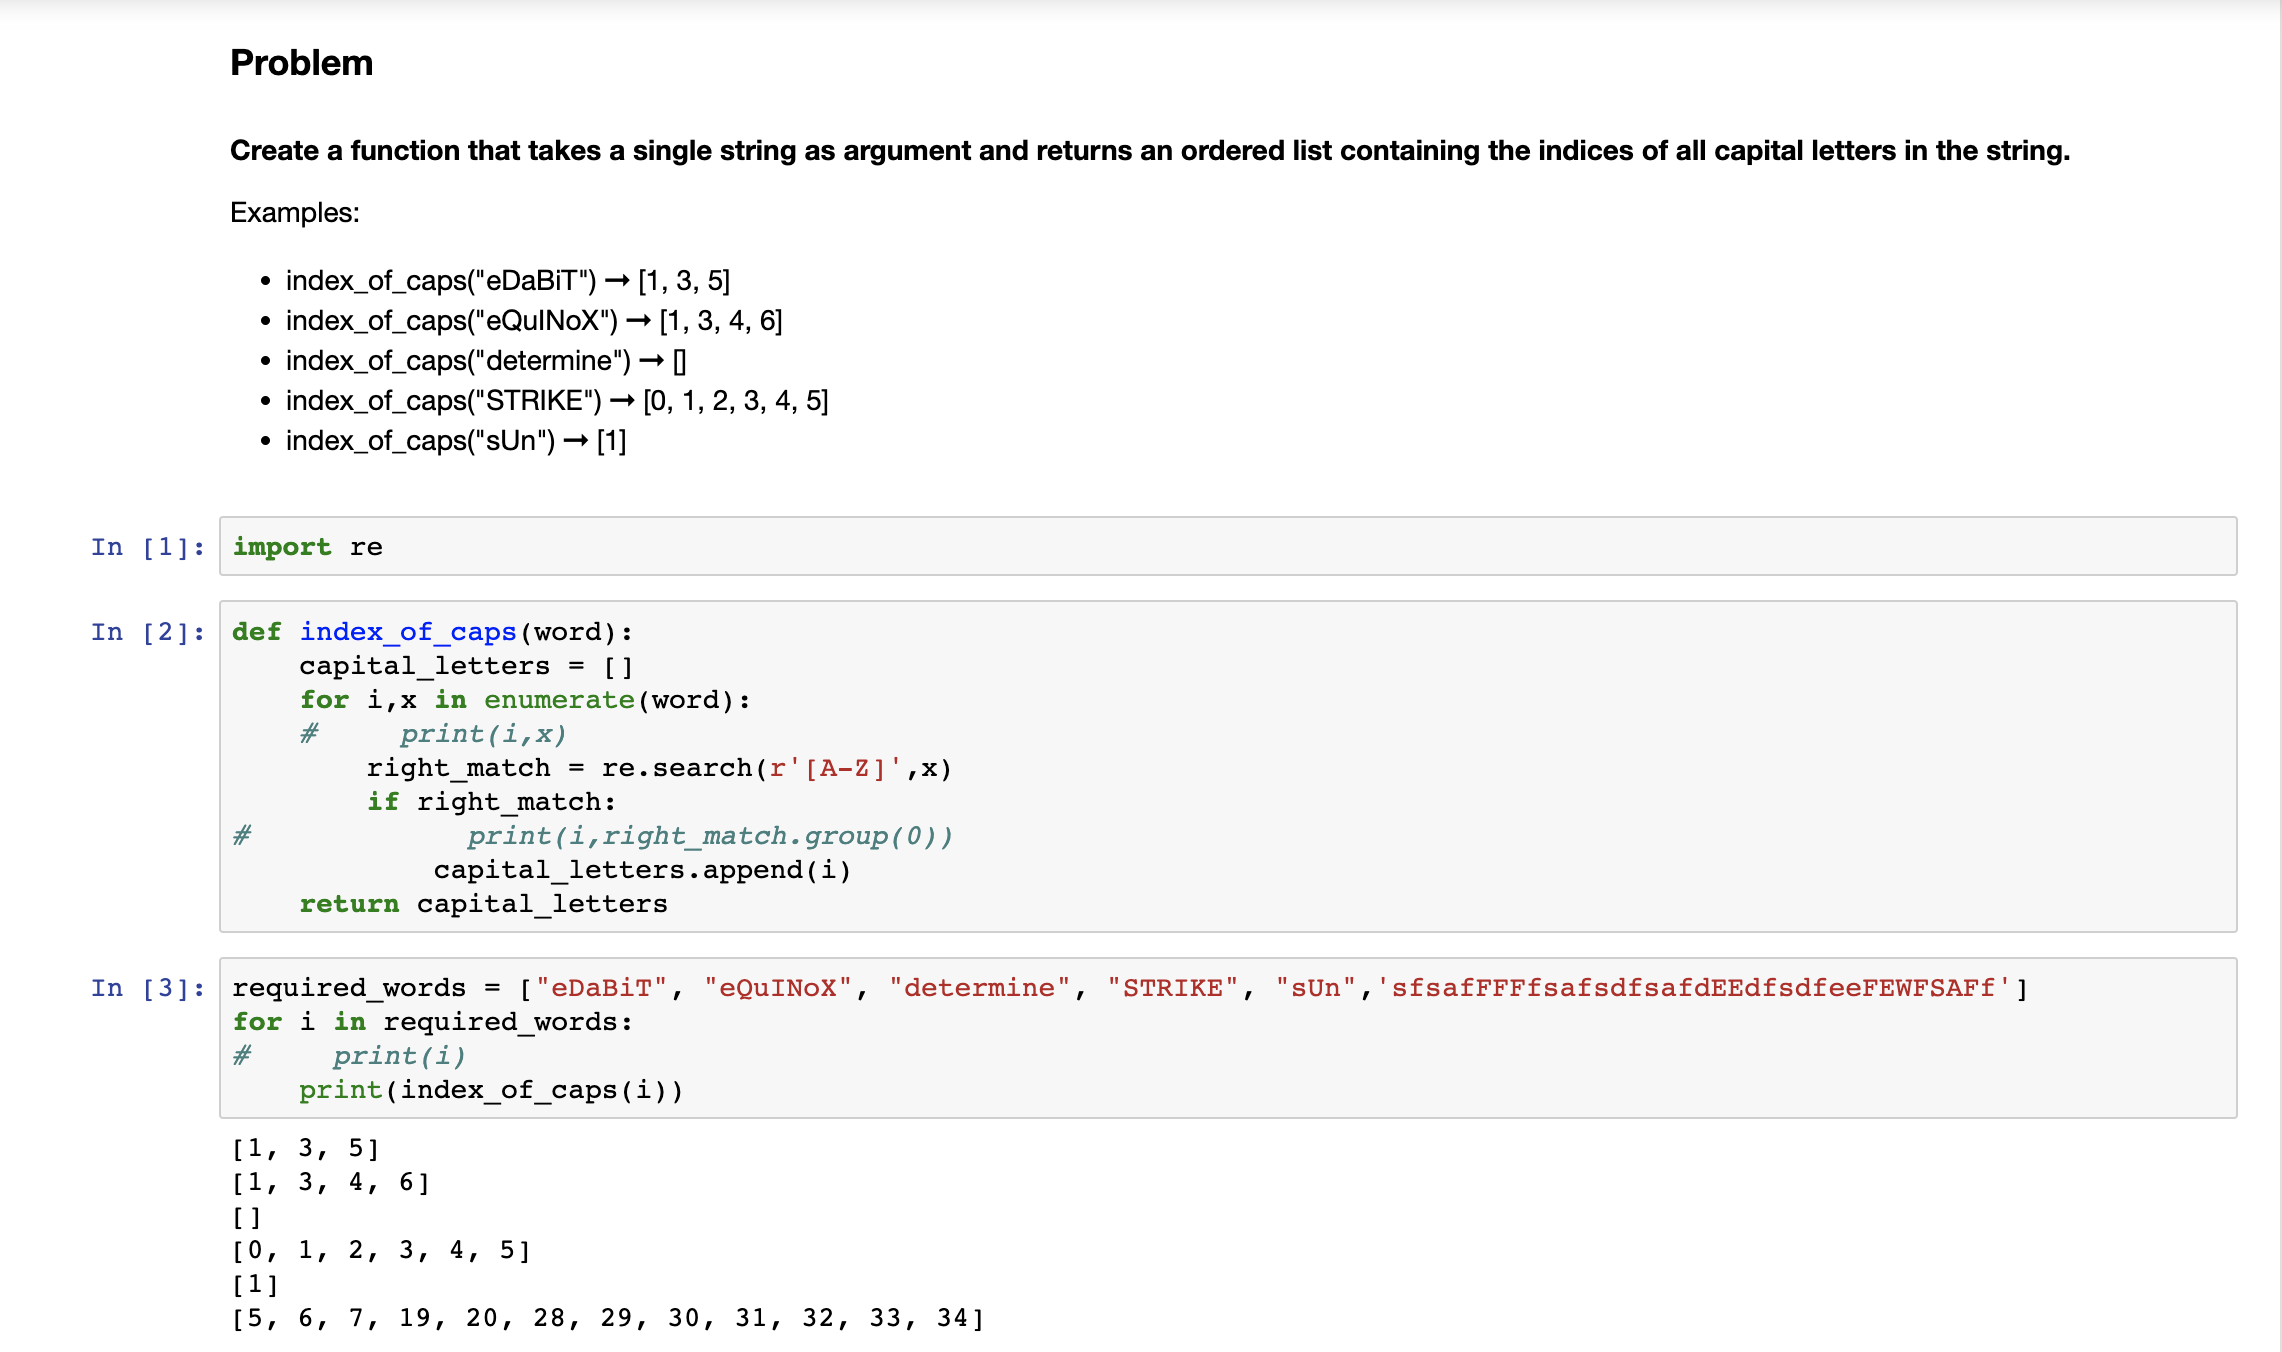 Problem
Create a function that takes a single string as argument and returns an ordered list containing the indices of all capital letters in the string.
Examples:
• index_of_caps("eDaBiT") ➞ [1, 3, 5]
• index_of_caps("eQuINoX") ➞ [1, 3, 4, 6]
• index_of_caps("determine") ➞ []
• index_of_caps("STRIKE") ➞ [0, 1, 2, 3, 4, 5]
• index_of_caps("sUn") ➞ [1]
In [1]: import re
In [2]: def index_of_caps(word):
    capital_letters = []
    for i,x in enumerate(word):
    #     print(i,x)
        right_match = re.search(r'[A-Z]',x)
        if right_match:
#             print(i,right_match.group(0))
            capital_letters.append(i)
    return capital_letters
In [3]: required_words = ["eDaBiT", "eQuINoX", "determine", "STRIKE", "sUn",'sfsafFFFfsafsdfsafdEEdfsdfeeFEWFSAFf']
for i in required_words:
#     print(i)
    print(index_of_caps(i))
[1, 3, 5]
[1, 3, 4, 6]
[]
[0, 1, 2, 3, 4, 5]
[1]
[5, 6, 7, 19, 20, 28, 29, 30, 31, 32, 33, 34]